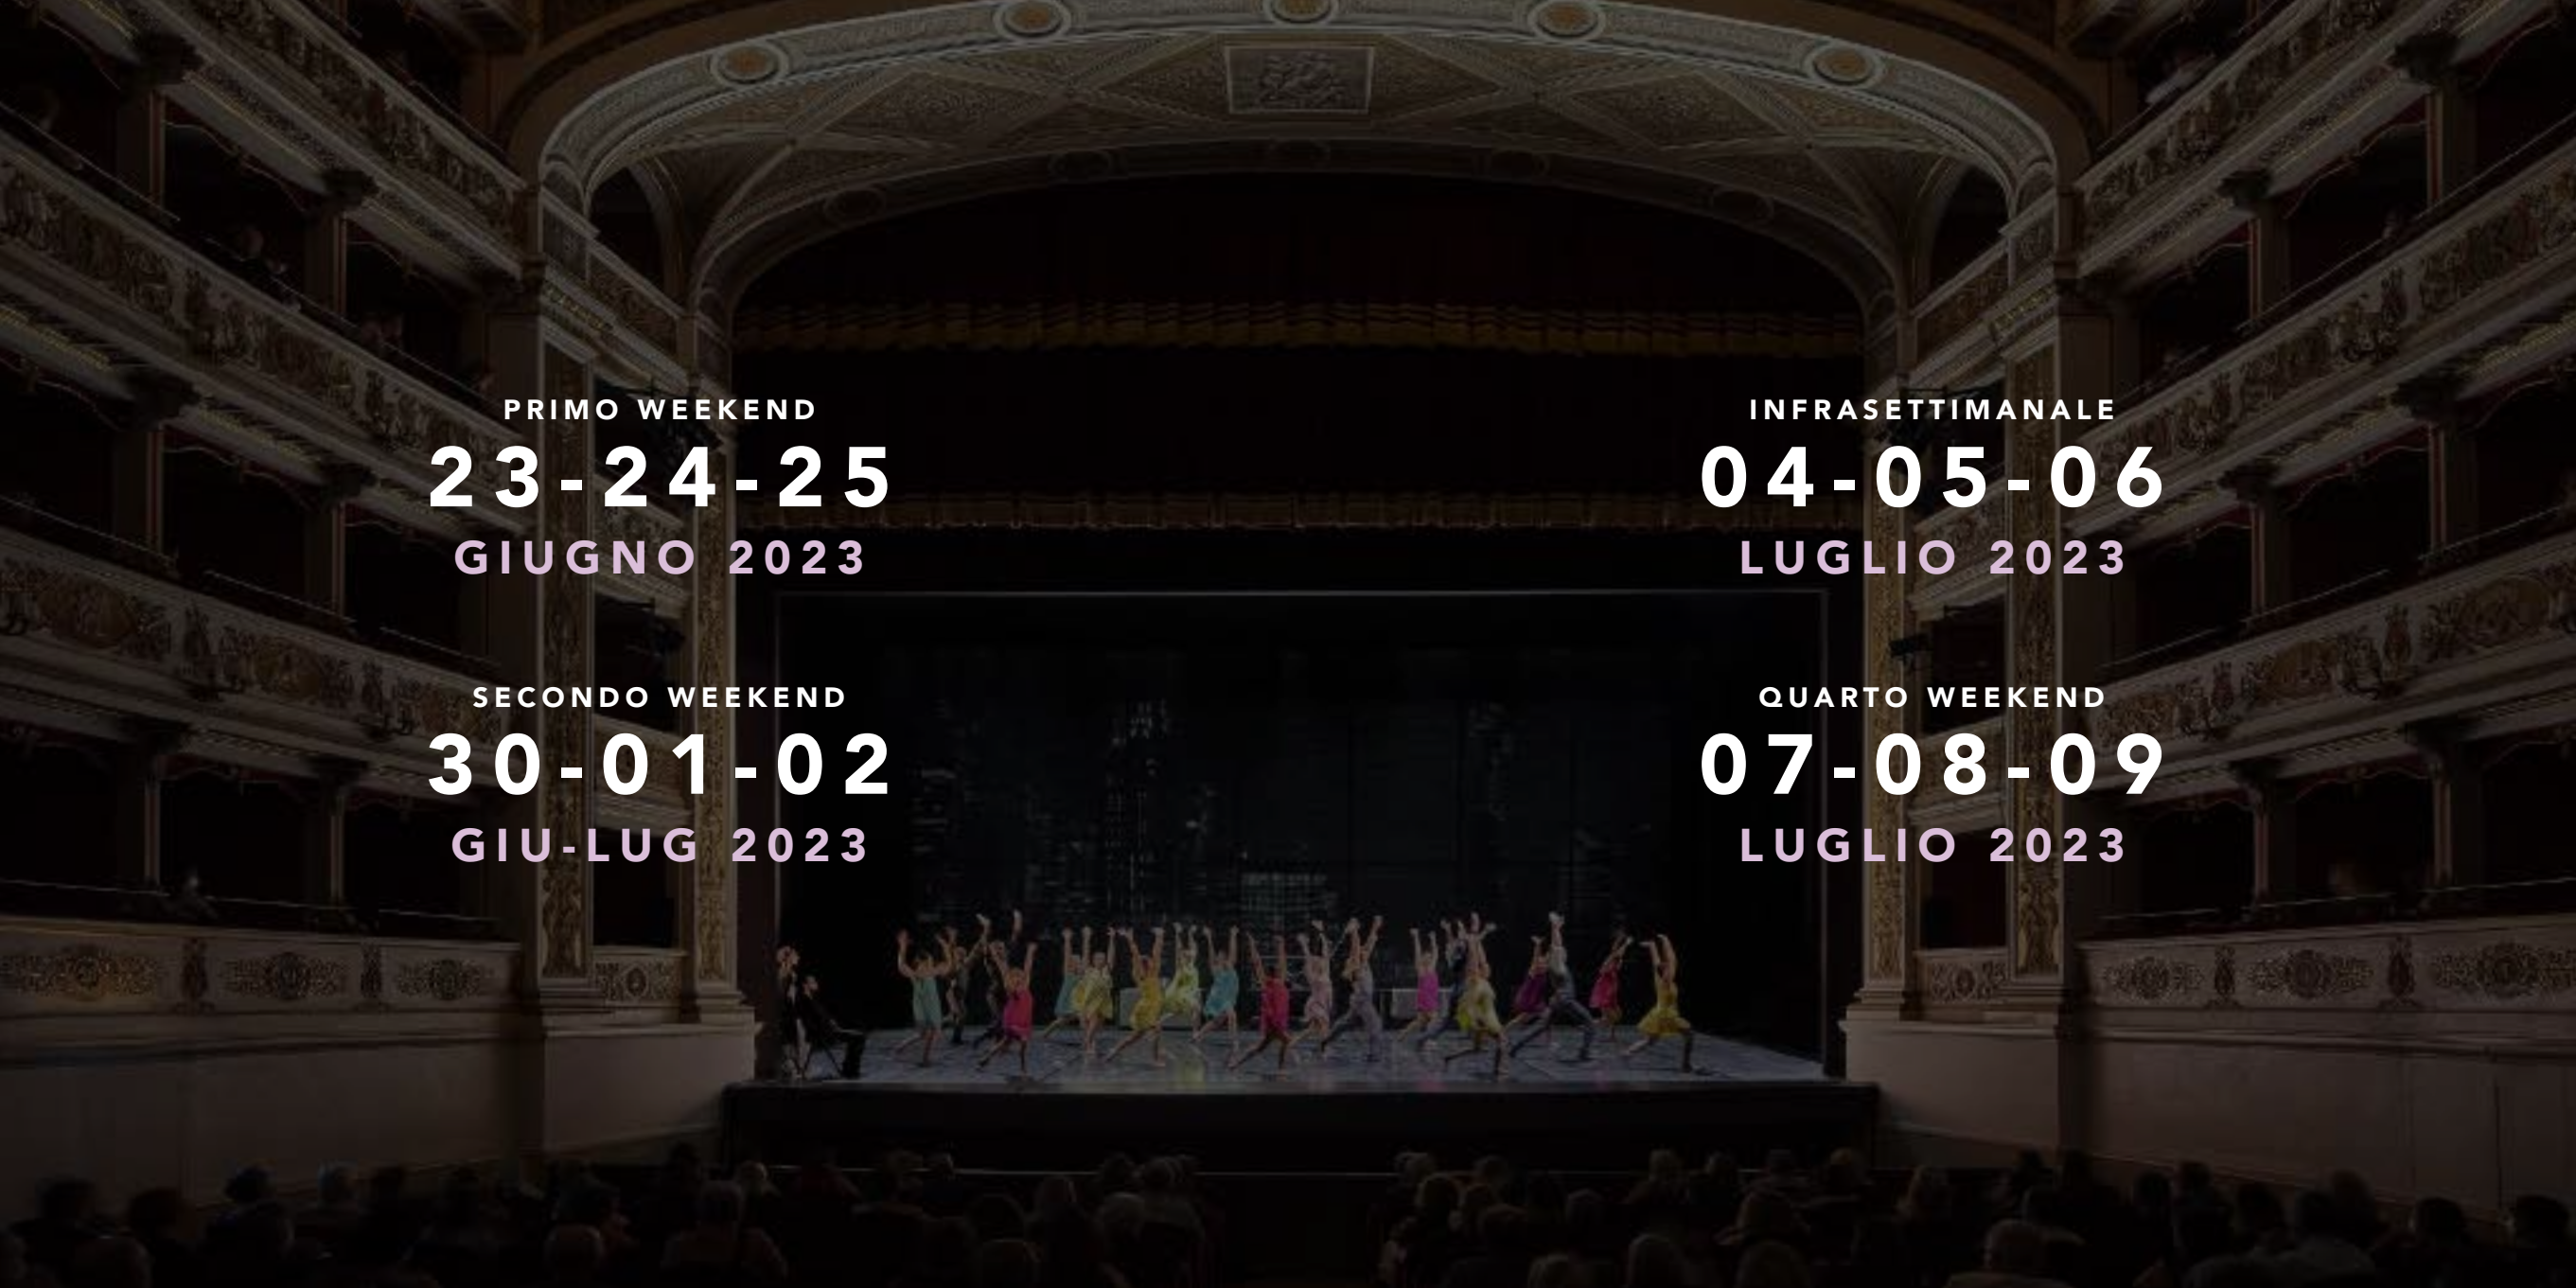 PRIMO WEEKEND
23-24-25
GIUGNO 2023
SECONDO WEEKEND
30-01-02
GIU-LUG 2023
INFRASETTIMANALE
04-05-06
LUGLIO 2023
QUARTO WEEKEND
07-08-09
LUGLIO 2023